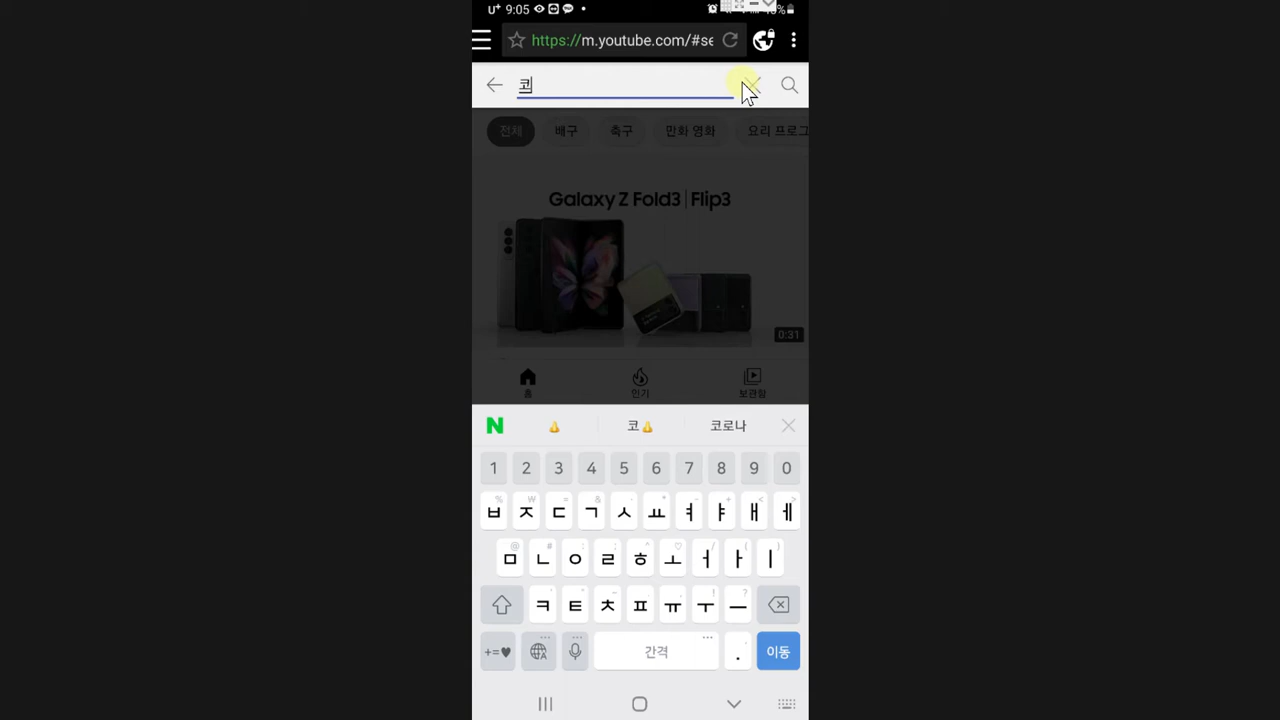 U+ 9:05
https://m.youtube.com/#se
코
전체 배구 축구 만화 영화 요리 프로그
Galaxy Z Fold3 | Flip3
0:31
홈 인기 보관함
N 코 코로나
1 2 3 4 5 6 7 8 9 0
ㅂ ㅈ ㄷ ㄱ ㅅ ㅛ ㅕ ㅑ ㅐ ㅔ
ㅁ ㄴ ㅇ ㄹ ㅎ ㅗ ㅓ ㅏ ㅣ
ㅋ ㅌ ㅊ ㅍ ㅠ ㅜ ㅡ
+=♥ 간격 . 이동